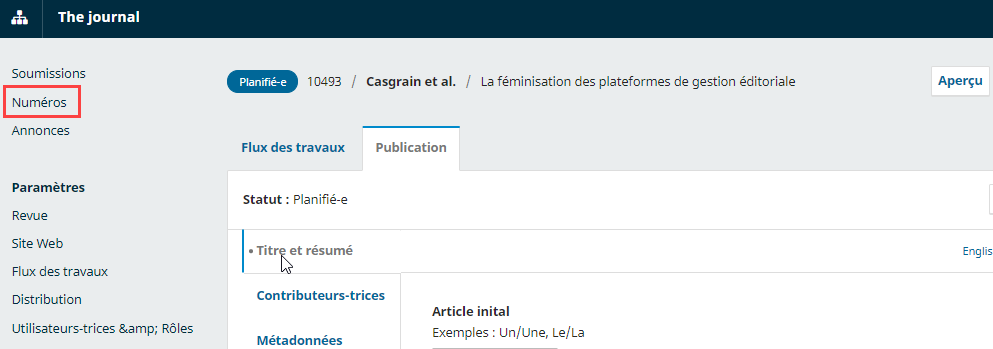 The journal
Soumissions
Numéros
Annonces
Paramètres
Revue
Site Web
Flux des travaux
Distribution
Utilisateurs-trices &amp; Rôles
Planifié-e 10493 / Casgrain et al. / La féminisation des plateformes de gestion éditoriale
Aperçu
Flux des travaux Publication
Statut : Planifié-e
• Titre et résumé
Englis
Contributeurs-trices
Métadonnées
Article inital
Exemples : Un/Une, Le/La